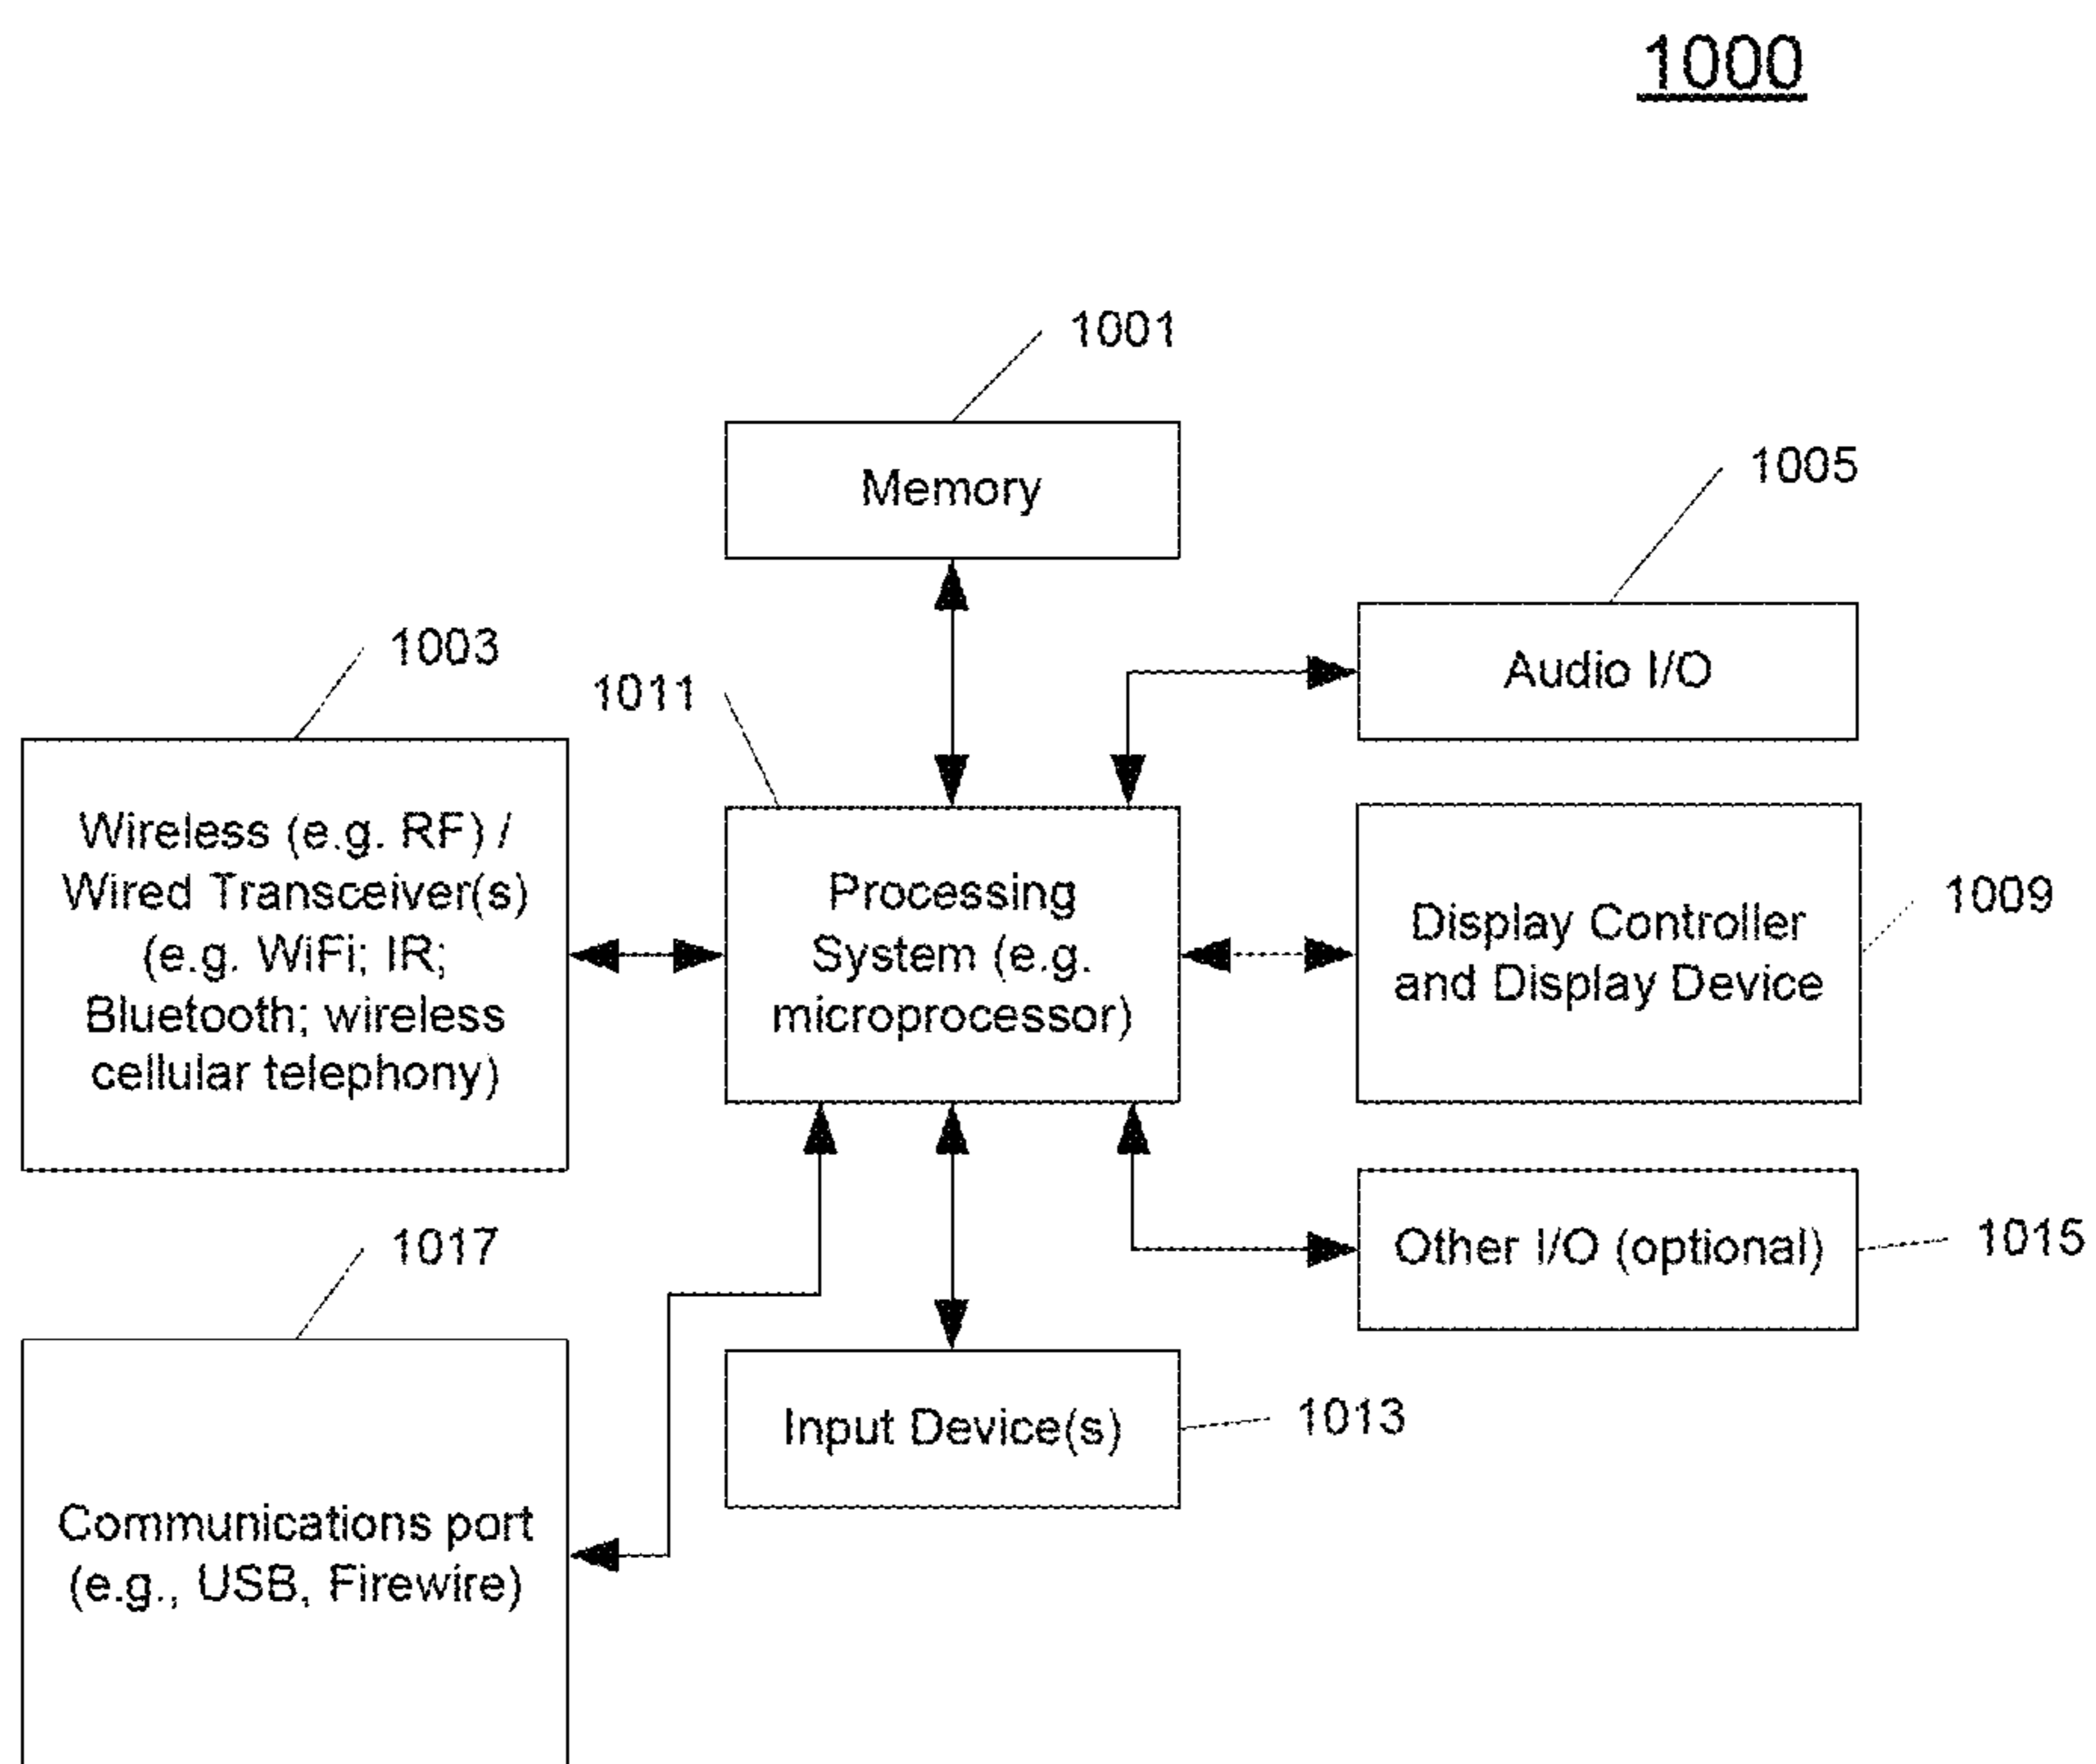 1000
1001
Memory
1005
Audio I/O
1003
1011
Wireless (e.g. RF) /
Wired Transceiver(s)
(e.g. WiFi; IR;
Bluetooth; wireless
cellular telephony)
Processing
System (e.g.
microprocessor)
1009
Display Controller
and Display Device
1017
Other I/O (optional)
1015
Input Device(s)
1013
Communications port
(e.g., USB, Firewire)